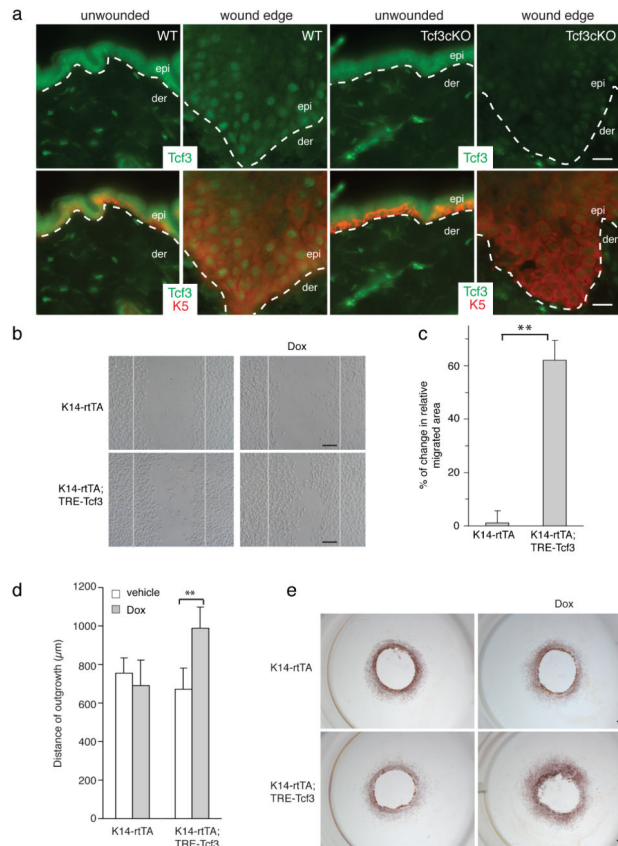 a
unwounded wound edge unwounded wound edge
WT WT Tcf3cKO Tcf3cKO
epi epi epi epi
der der der der
Tcf3 Tcf3
epi epi epi epi
der der der der
Tcf3 Tcf3
K5 K5
b
Dox
K14-rtTA
K14-rtTA;
TRE-Tcf3
c
**
% of change in relative
migrated area
60
40
20
0
K14-rtTA K14-rtTA;
TRE-Tcf3
d
vehicle
Dox
**
Distance of outgrowth (μm)
1200
1000
800
600
400
200
0
K14-rtTA K14-rtTA;
TRE-Tcf3
e
Dox
K14-rtTA
K14-rtTA;
TRE-Tcf3